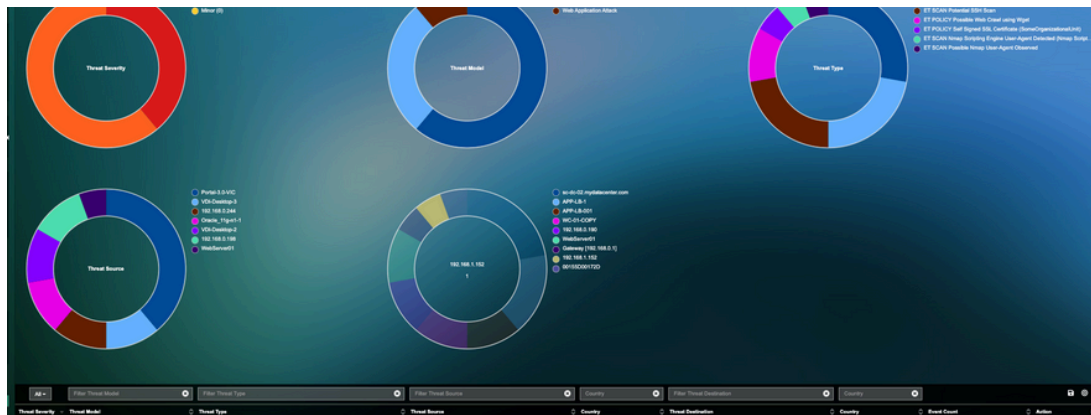 Minor (0)
Threat Severity
Web Application Attack
Threat Model
ET SCAN Potential SSH Scan
ET POLICY Possible Web Crawl using Wget
ET POLICY Self Signed SSL Certificate (SomeOrganizationalUnit)
ET SCAN Nmap Scripting Engine User-Agent Detected (Nmap Script...
ET SCAN Possible Nmap User-Agent Observed
Threat Type
Portal-3.0-VIC
VDI-Desktop-3
192.168.0.244
Oracle_11g-n1-1
VDI-Desktop-2
192.168.0.198
WebServer01
Threat Source
sc-dc-02.mydatacenter.com
APP-LB-1
APP-LB-001
WC-01-COPY
192.168.0.190
WebServer01
Gateway [192.168.0.1]
192.168.1.152
00155D00172D
192.168.1.152
1
All
Filter Threat Model
Filter Threat Type
Filter Threat Source
Country
Filter Threat Destination
Country
Threat Severity
Threat Model
Threat Type
Threat Source
Country
Threat Destination
Country
Event Count
Action